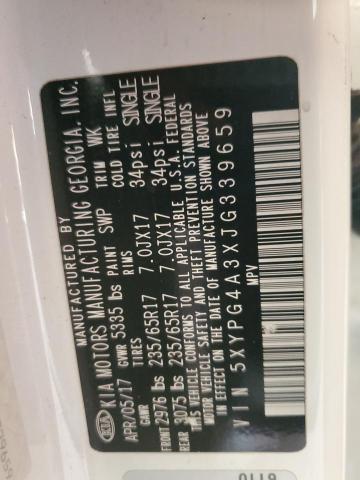 MANUFACTURED BY
KIA KIA MOTORS MANUFACTURING GEORGIA. INC.
APR/05/17 GVWR 5335 lbs PAINT SWP TRIM WK
GAWR TIRES RIMS COLD TIRE INFL
FRONT 2976 lbs 235/65R17 7.0JX17 34psi SINGLE
REAR 3075 lbs 235/65R17 7.0JX17 34psi SINGLE
THIS VEHICLE CONFORMS TO ALL APPLICABLE U.S.A. FEDERAL
MOTOR VEHICLE SAFETY AND THEFT PREVENTION STANDARDS
IN EFFECT ON THE DATE OF MANUFACTURE SHOWN ABOVE
VIN 5XYPG4A3XJG339659
MPV